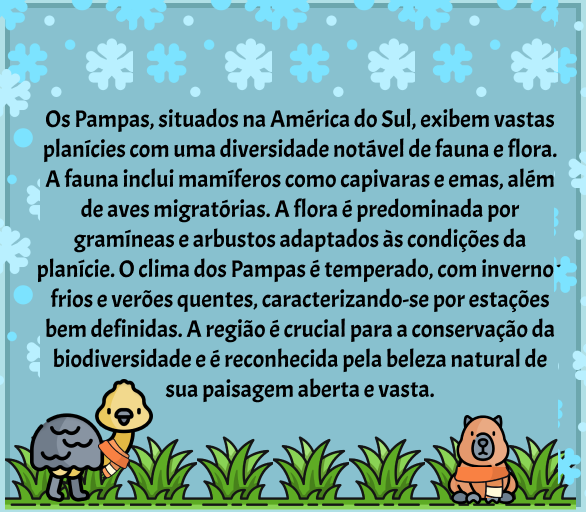 Os Pampas, situados na América do Sul, exibem vastas
planícies com uma diversidade notável de fauna e flora.
A fauna inclui mamíferos como capivaras e emas, além
de aves migratórias. A flora é predominada por
gramíneas e arbustos adaptados às condições da
planície. O clima dos Pampas é temperado, com inverno
frios e verões quentes, caracterizando-se por estações
bem definidas. A região é crucial para a conservação da
biodiversidade e é reconhecida pela beleza natural de
sua paisagem aberta e vasta.